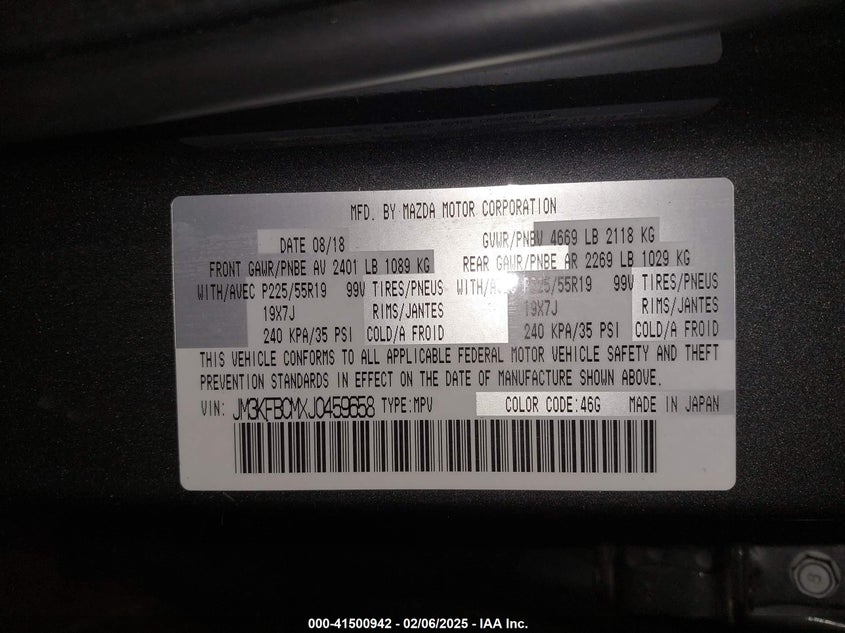 MFD. BY MAZDA MOTOR CORPORATION
DATE 08/18 GVWR/PNBV 4669 LB 2118 KG
FRONT GAWR/PNBE AV 2401 LB 1089 KG REAR GAWR/PNBE AR 2269 LB 1029 KG
WITH/AVEC P225/55R19 99V TIRES/PNEUS WITH/AVEC P225/55R19 99V TIRES/PNEUS
19X7J RIMS/JANTES 19X7J RIMS/JANTES
240 KPA/35 PSI COLD/A FROID 240 KPA/35 PSI COLD/A FROID
THIS VEHICLE CONFORMS TO ALL APPLICABLE FEDERAL MOTOR VEHICLE SAFETY AND THEFT
PREVENTION STANDARDS IN EFFECT ON THE DATE OF MANUFACTURE SHOWN ABOVE.
VIN: JM3KFBCMXJ0459658 TYPE:MPV COLOR CODE:46G MADE IN JAPAN
8
000-41500942 - 02/06/2025 - IAA Inc.